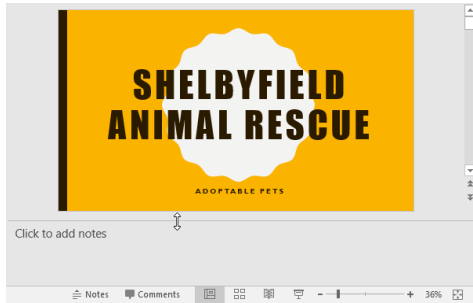 SHELBYFIELD
ANIMAL RESCUE
ADOPTABLE PETS
Click to add notes
Notes Comments 36%